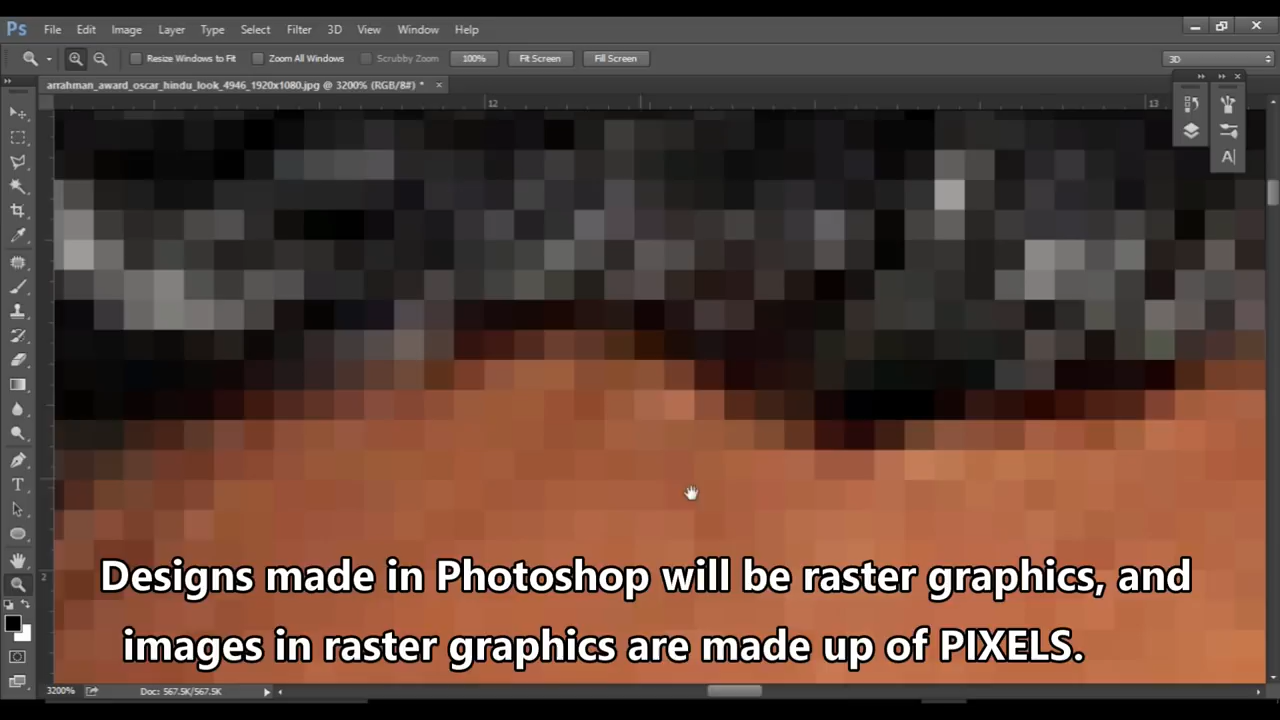 Ps File Edit Image Layer Type Select Filter 3D View Window Help
Resize Windows to Fit Zoom All Windows Scrubby Zoom 100% Fit Screen Fill Screen 3D
arrahman_award_oscar_hindu_look_4946_1920x1080.jpg @ 3200% (RGB/8#) *
12 13
A
T
2
Designs made in Photoshop will be raster graphics, and
images in raster graphics are made up of PIXELS.
3200% Doc: 567.5K/567.5K